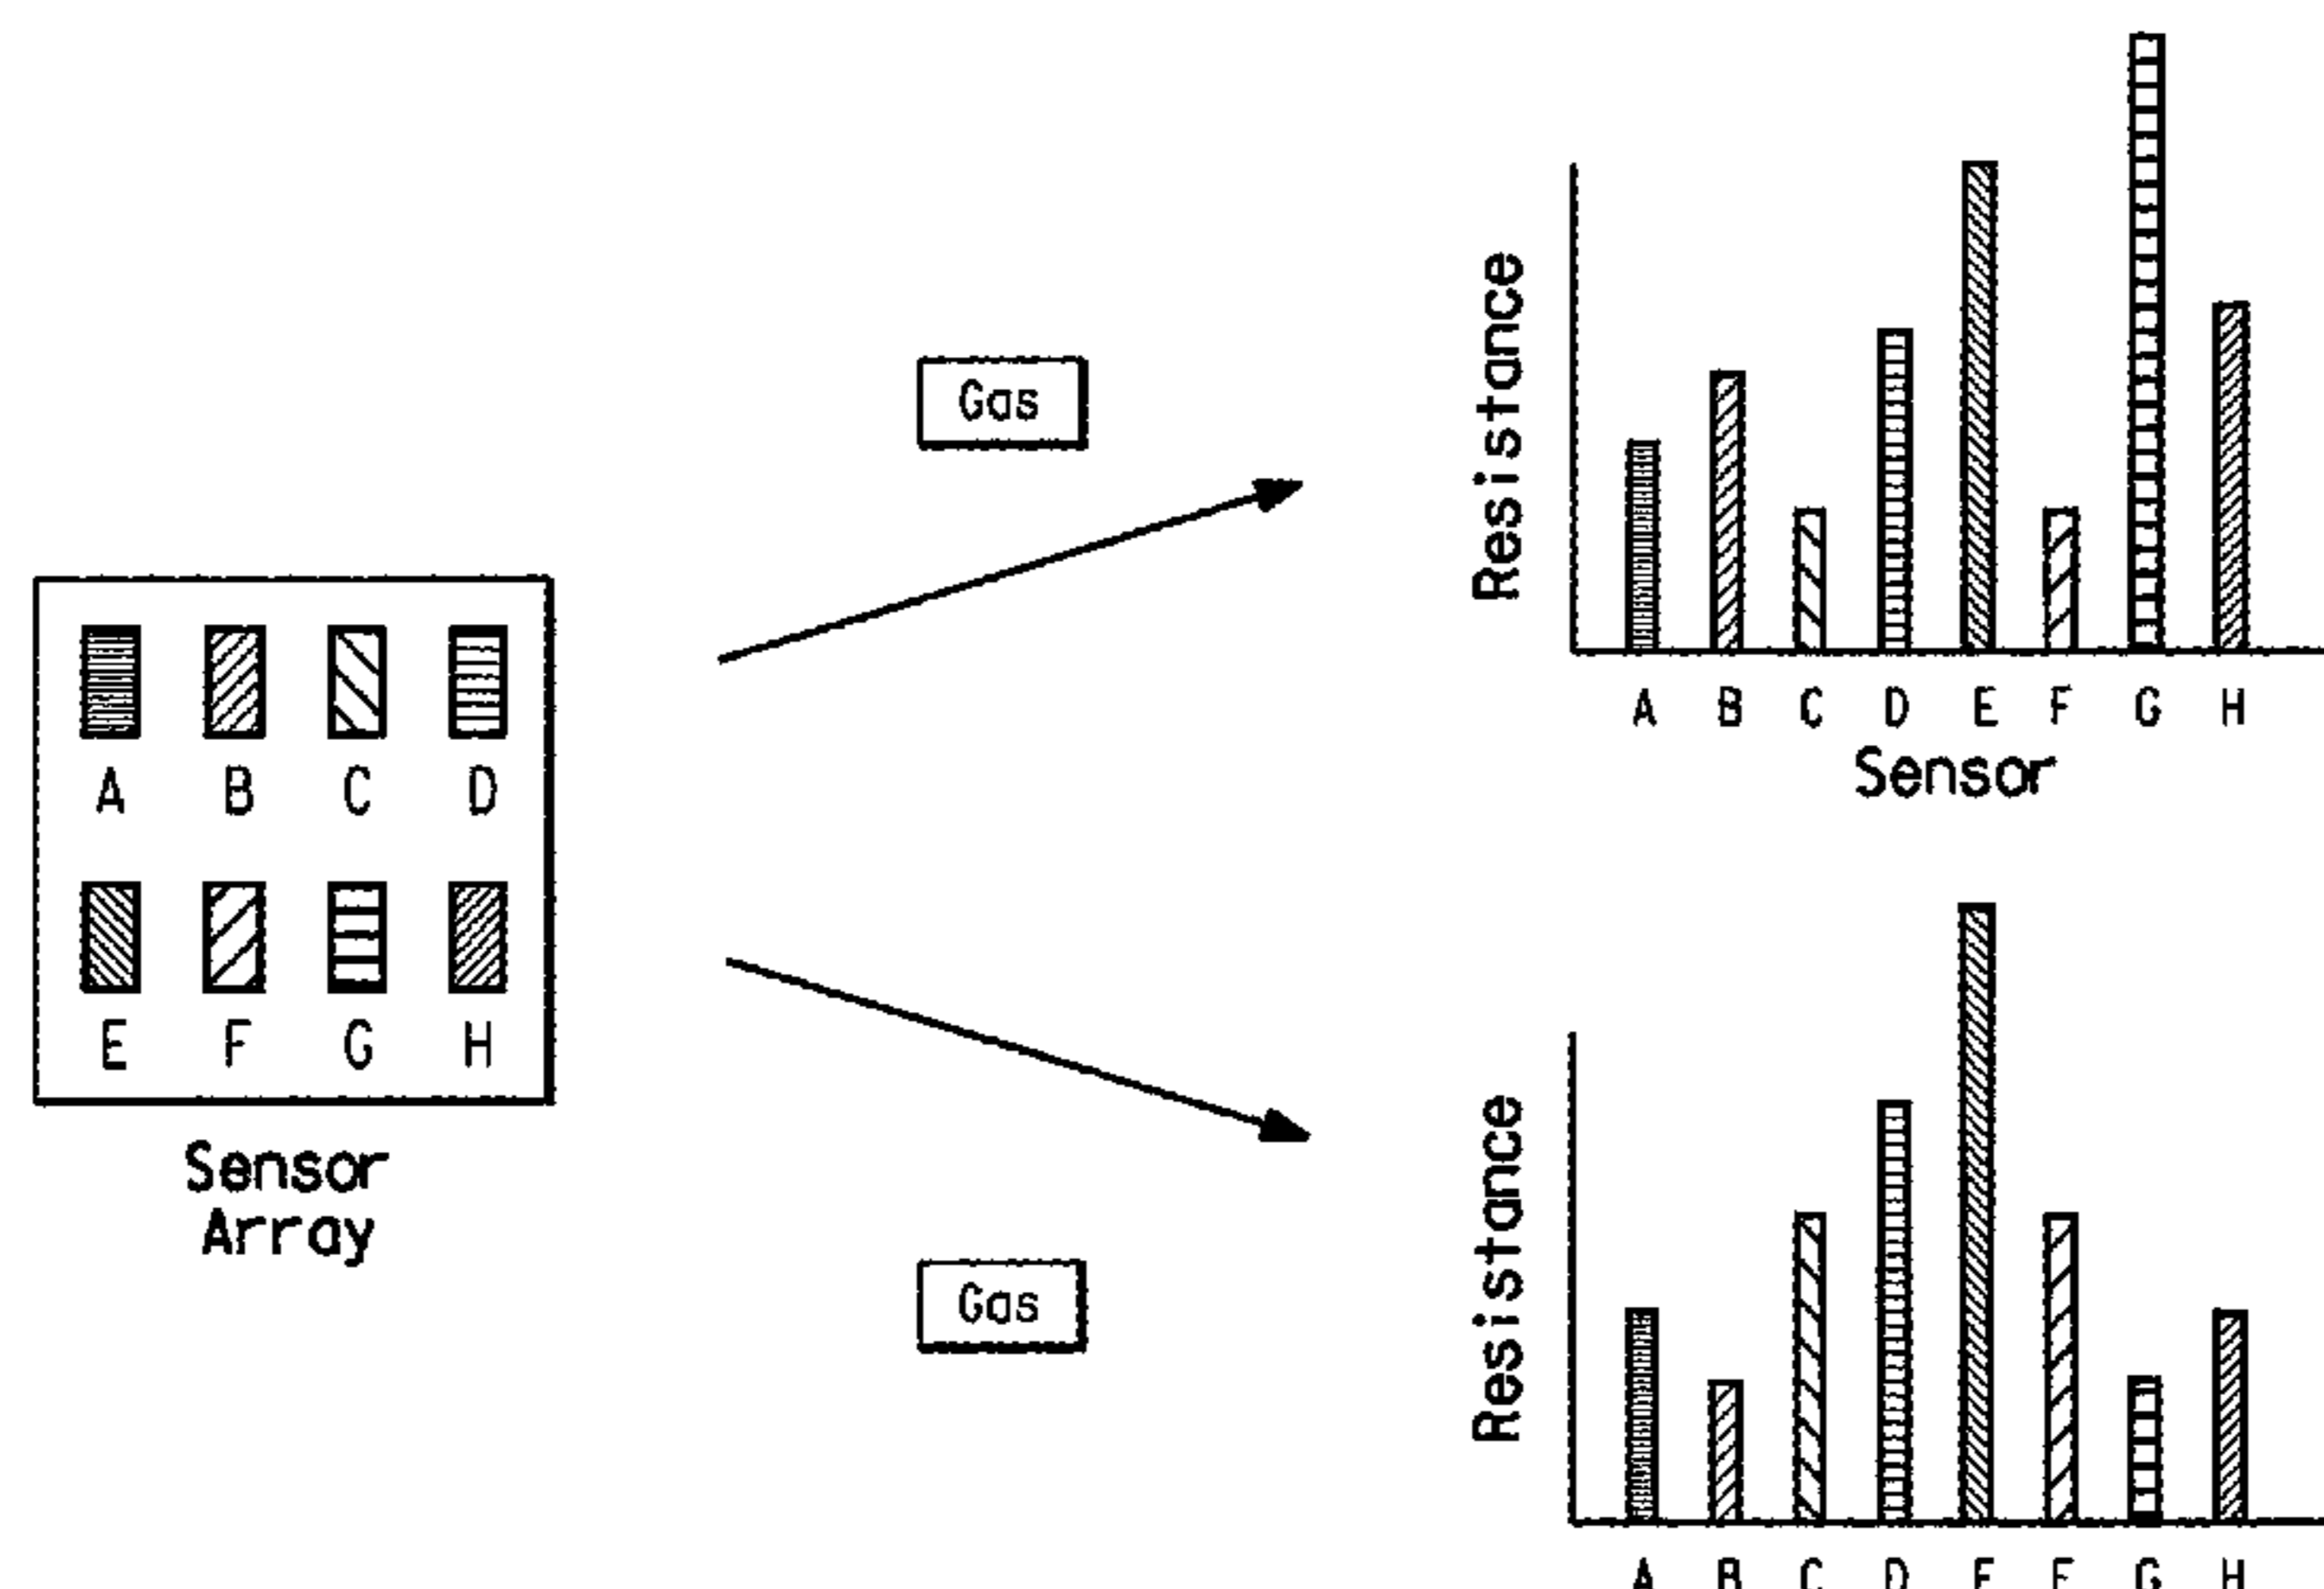 Gas
Resistance
A B C D E F G H
Sensor
A B C D
E F G H
Sensor
Array
Gas
Resistance
A B C D E F G H